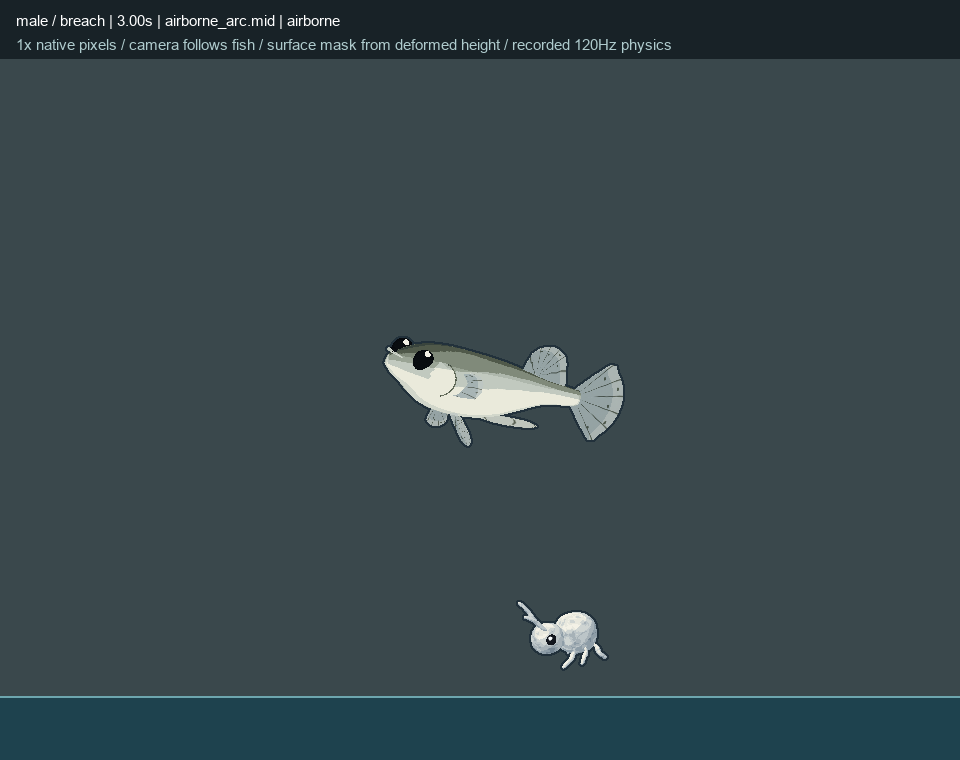 male / breach | 3.00s | airborne_arc.mid | airborne
1x native pixels / camera follows fish / surface mask from deformed height / recorded 120Hz physics